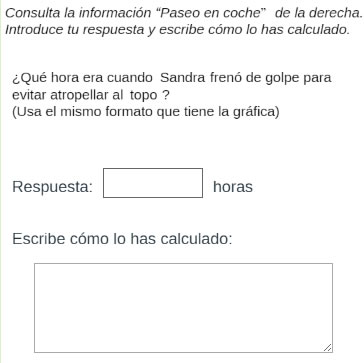 Consulta la información “Paseo en coche” de la derecha.
Introduce tu respuesta y escribe cómo lo has calculado.
¿Qué hora era cuando Sandra frenó de golpe para
evitar atropellar al topo ?
(Usa el mismo formato que tiene la gráfica)
Respuesta: horas
Escribe cómo lo has calculado: